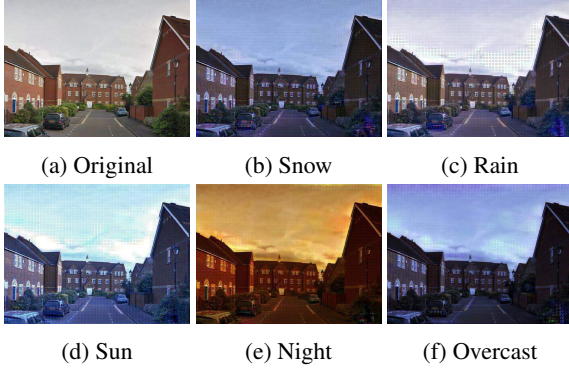 (a) Original
(b) Snow
(c) Rain
(d) Sun
(e) Night
(f) Overcast